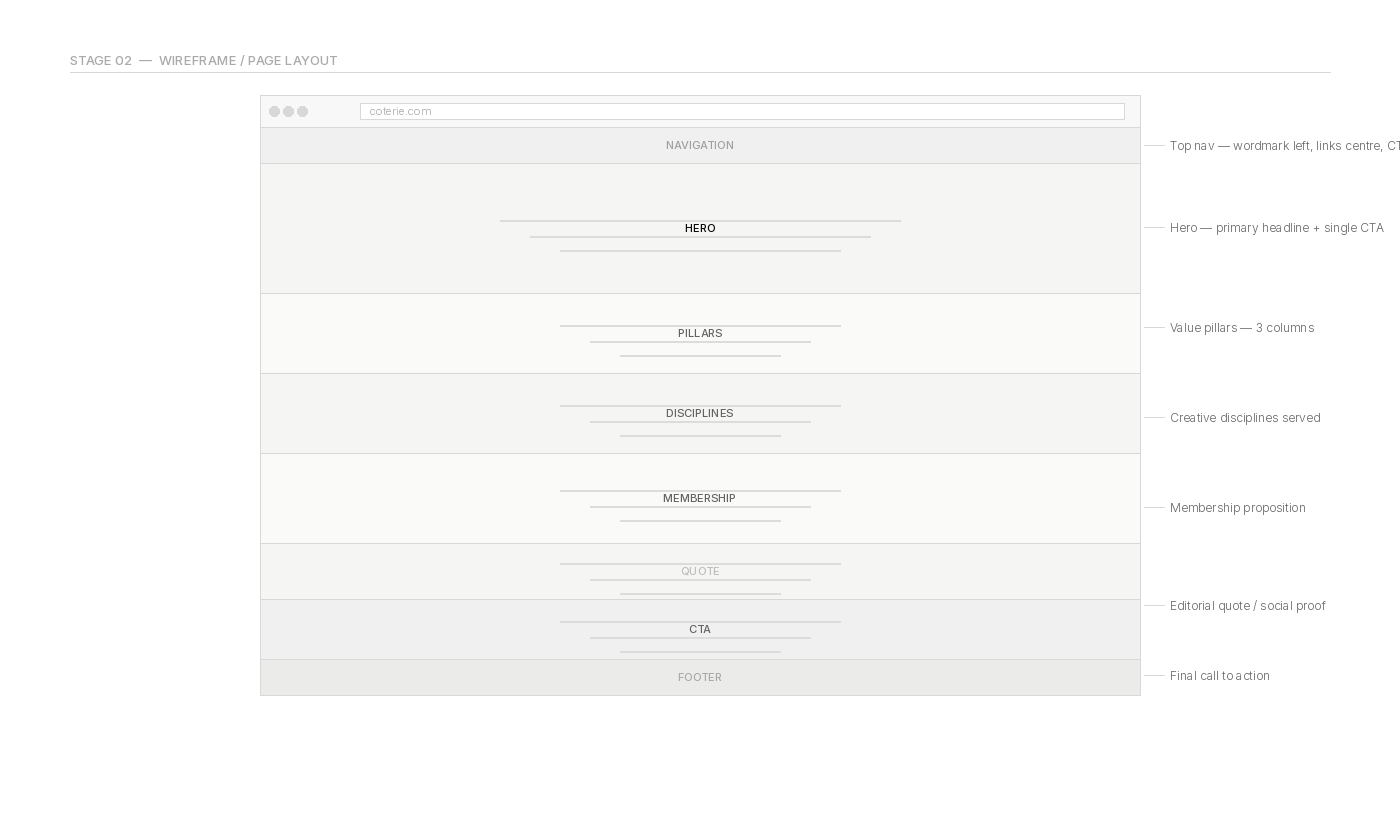 STAGE 02 — WIREFRAME / PAGE LAYOUT
coterie.com
NAVIGATION
Top nav — wordmark left, links centre,
HERO
Hero — primary headline + single CTA
PILLARS
Value pillars — 3 columns
DISCIPLINES
Creative disciplines served
MEMBERSHIP
Membership proposition
QUOTE
Editorial quote / social proof
CTA
FOOTER
Final call to action